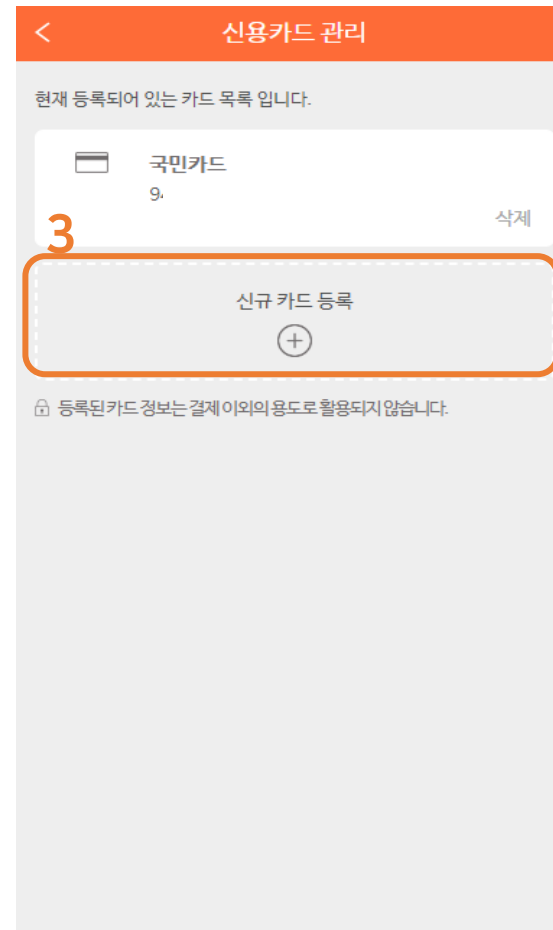 신용카드 관리
현재 등록되어 있는 카드 목록 입니다.
국민카드
94
삭제
3
신규 카드 등록
등록된 카드 정보는 결제 이외의 용도로 활용되지 않습니다.